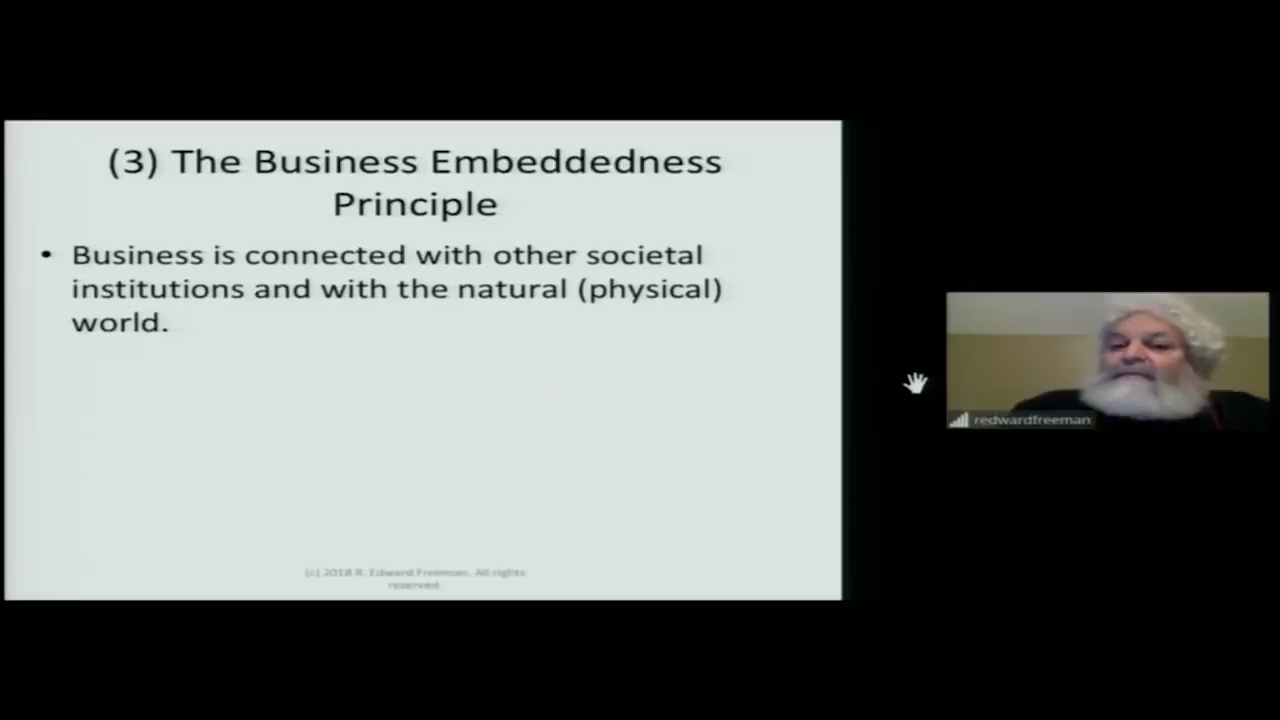 (3) The Business Embeddedness
Principle
• Business is connected with other societal
institutions and with the natural (physical)
world.
(c) 2018 R. Edward Freeman. All rights
reserved.
redwardfreeman